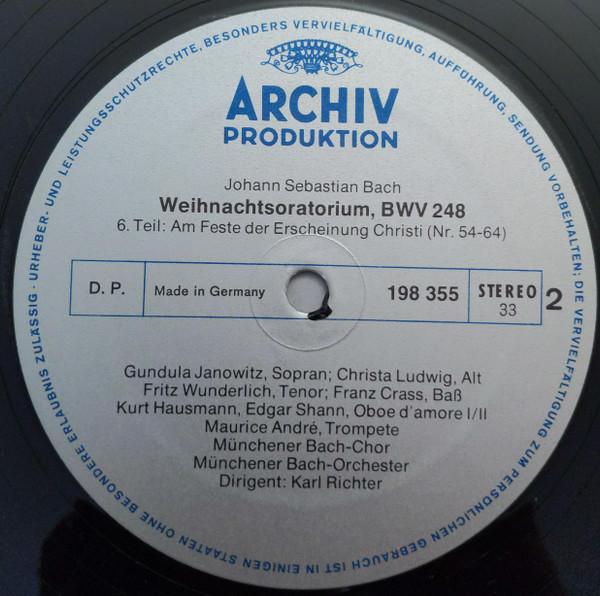 URHEBER- UND LEISTUNGSSCHUTZRECHTE, BESONDERS VERVIELFÄLTIGUNG, AUFFÜHRUNG, SENDUNG VORBEHALTEN; DIE VERVIELFÄLTIGUNG ZUM PERSÖNLICHEN GEBRAUCH IST IN EINIGEN STAATEN OHNE BESONDERE ERLAUBNIS ZULÄSSIG ·
ARCHIV
PRODUKTION
Johann Sebastian Bach
Weihnachtsoratorium, BWV 248
6. Teil: Am Feste der Erscheinung Christi (Nr. 54-64)
D. P. Made in Germany 198 355 STEREO 2
33
Gundula Janowitz, Sopran; Christa Ludwig, Alt
Fritz Wunderlich, Tenor; Franz Crass, Baß
Kurt Hausmann, Edgar Shann, Oboe d'amore I/II
Maurice André, Trompete
Münchener Bach-Chor
Münchener Bach-Orchester
Dirigent: Karl Richter